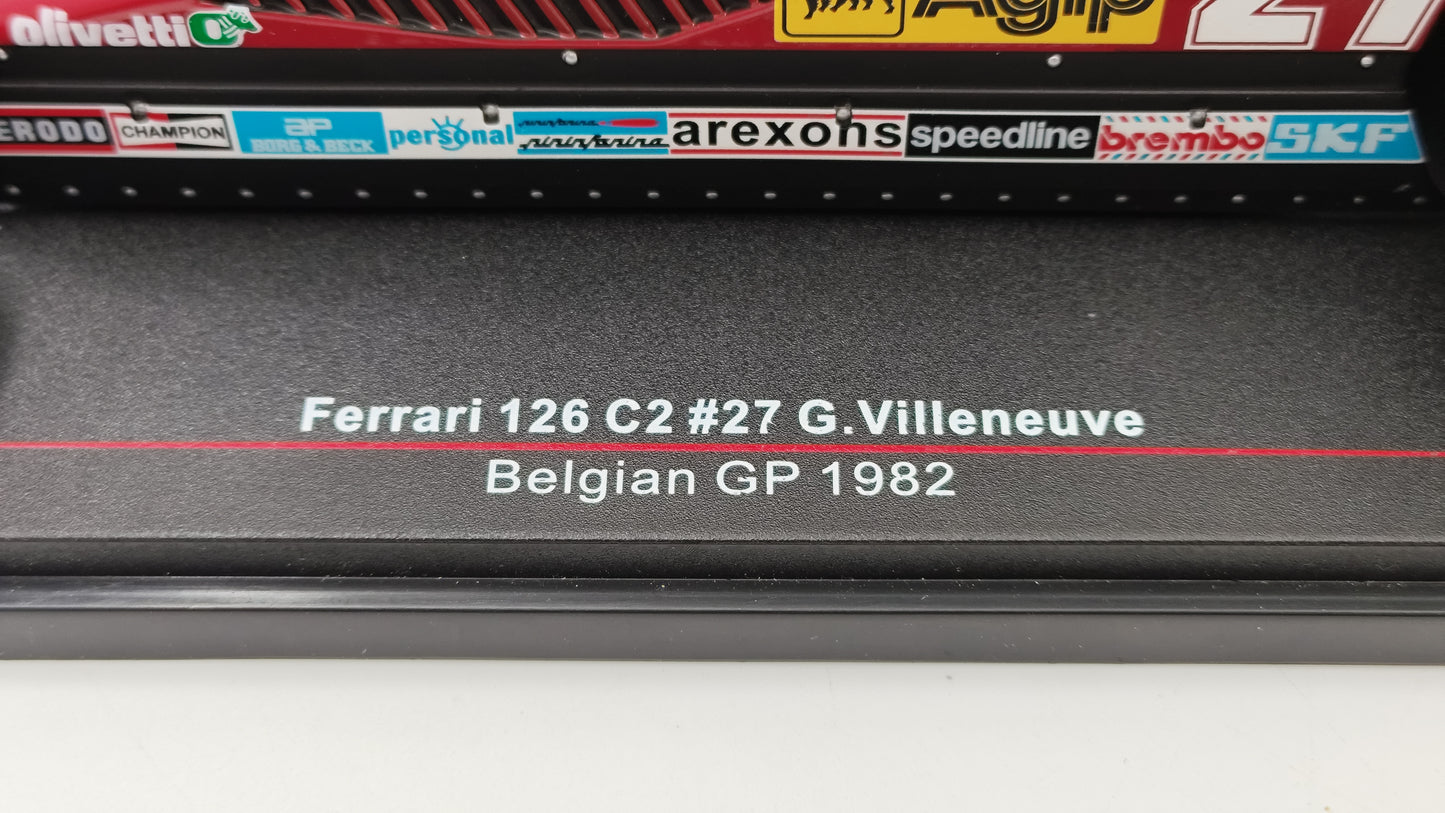 olivetti Agip 27
ERODO CHAMPION ap BORG & BECK personal pininfarina pininfarina arexons speedline brembo SKF
Ferrari 126 C2 #27 G.Villeneuve
Belgian GP 1982